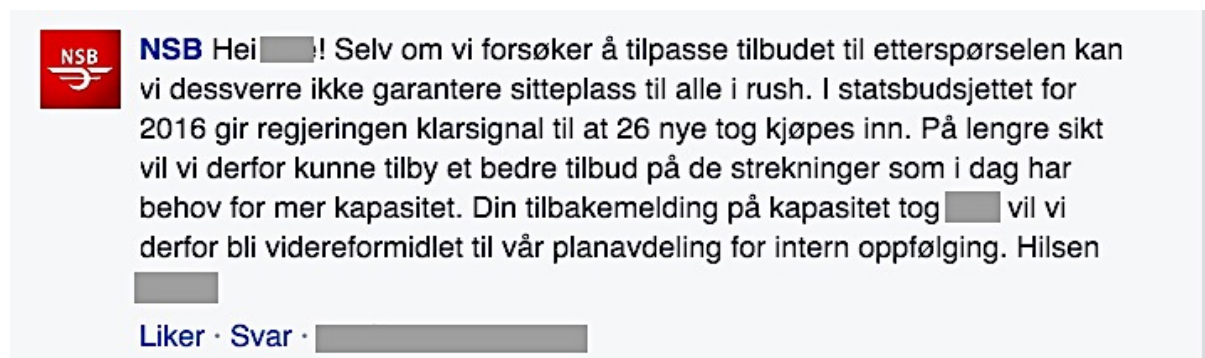 NSB
NSB Hei ! Selv om vi forsøker å tilpasse tilbudet til etterspørselen kan
vi dessverre ikke garantere sitteplass til alle i rush. I statsbudsjettet for
2016 gir regjeringen klarsignal til at 26 nye tog kjøpes inn. På lengre sikt
vil vi derfor kunne tilby et bedre tilbud på de strekninger som i dag har
behov for mer kapasitet. Din tilbakemelding på kapasitet tog vil vi
derfor bli videreformidlet til vår planavdeling for intern oppfølging. Hilsen
Liker · Svar ·